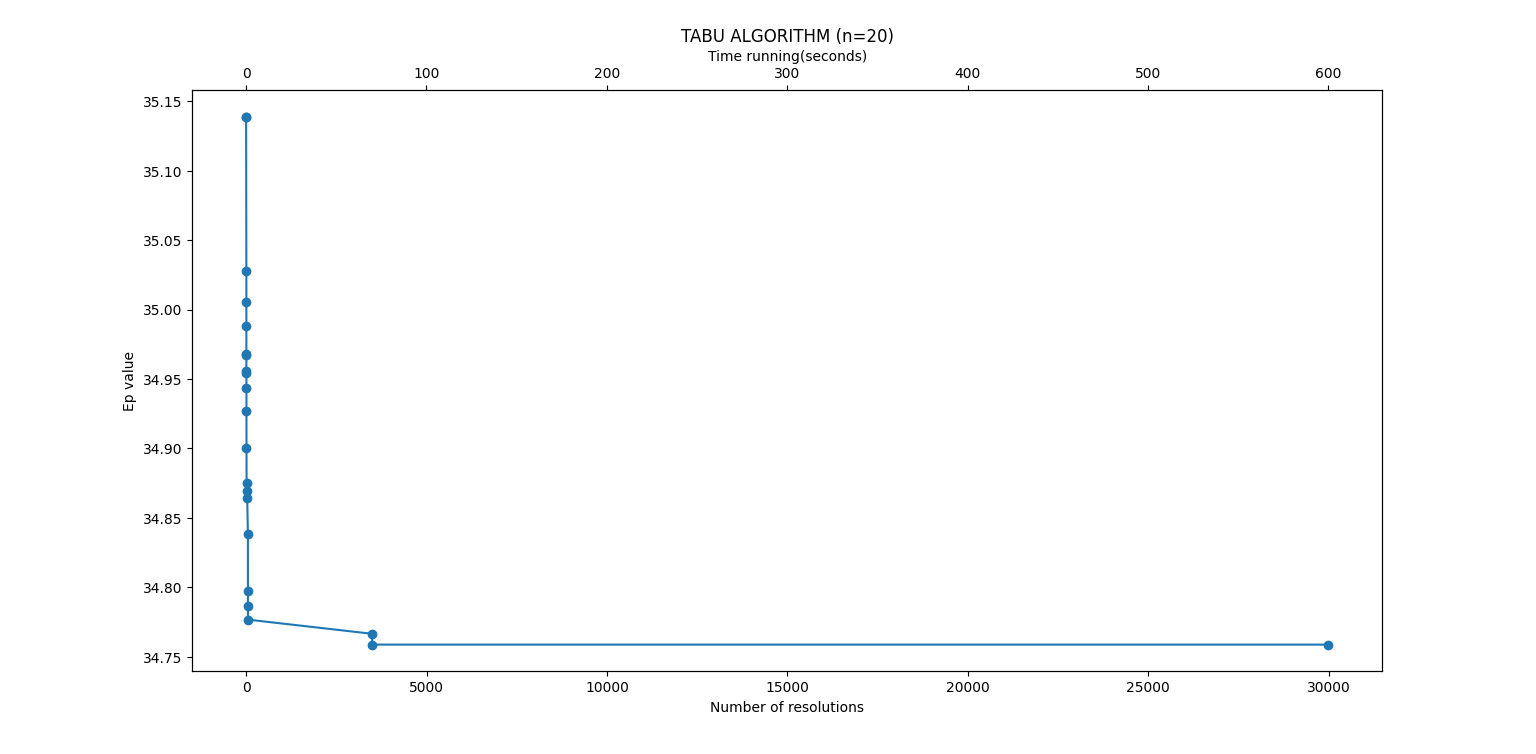 TABU ALGORITHM (n=20)
Time running(seconds)
0 100 200 300 400 500 600
35.15
35.10
35.05
35.00
34.95
34.90
34.85
34.80
34.75
Ep value
0 5000 10000 15000 20000 25000 30000
Number of resolutions